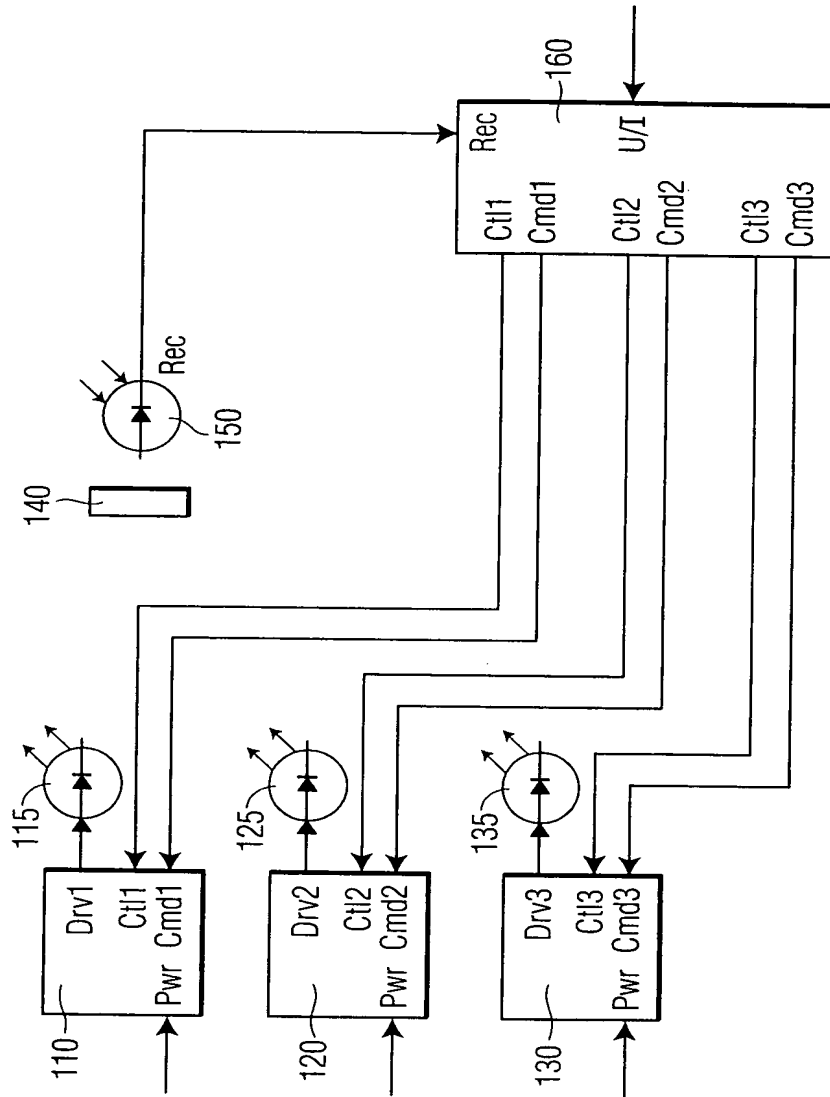 110
Pwr
Drv1
Ctl1
Cmd1
115
120
Pwr
Drv2
Ctl2
Cmd2
125
130
Pwr
Drv3
Ctl3
Cmd3
135
140
150
Rec
160
Rec
U/I
Ctl1
Cmd1
Ctl2
Cmd2
Ctl3
Cmd3